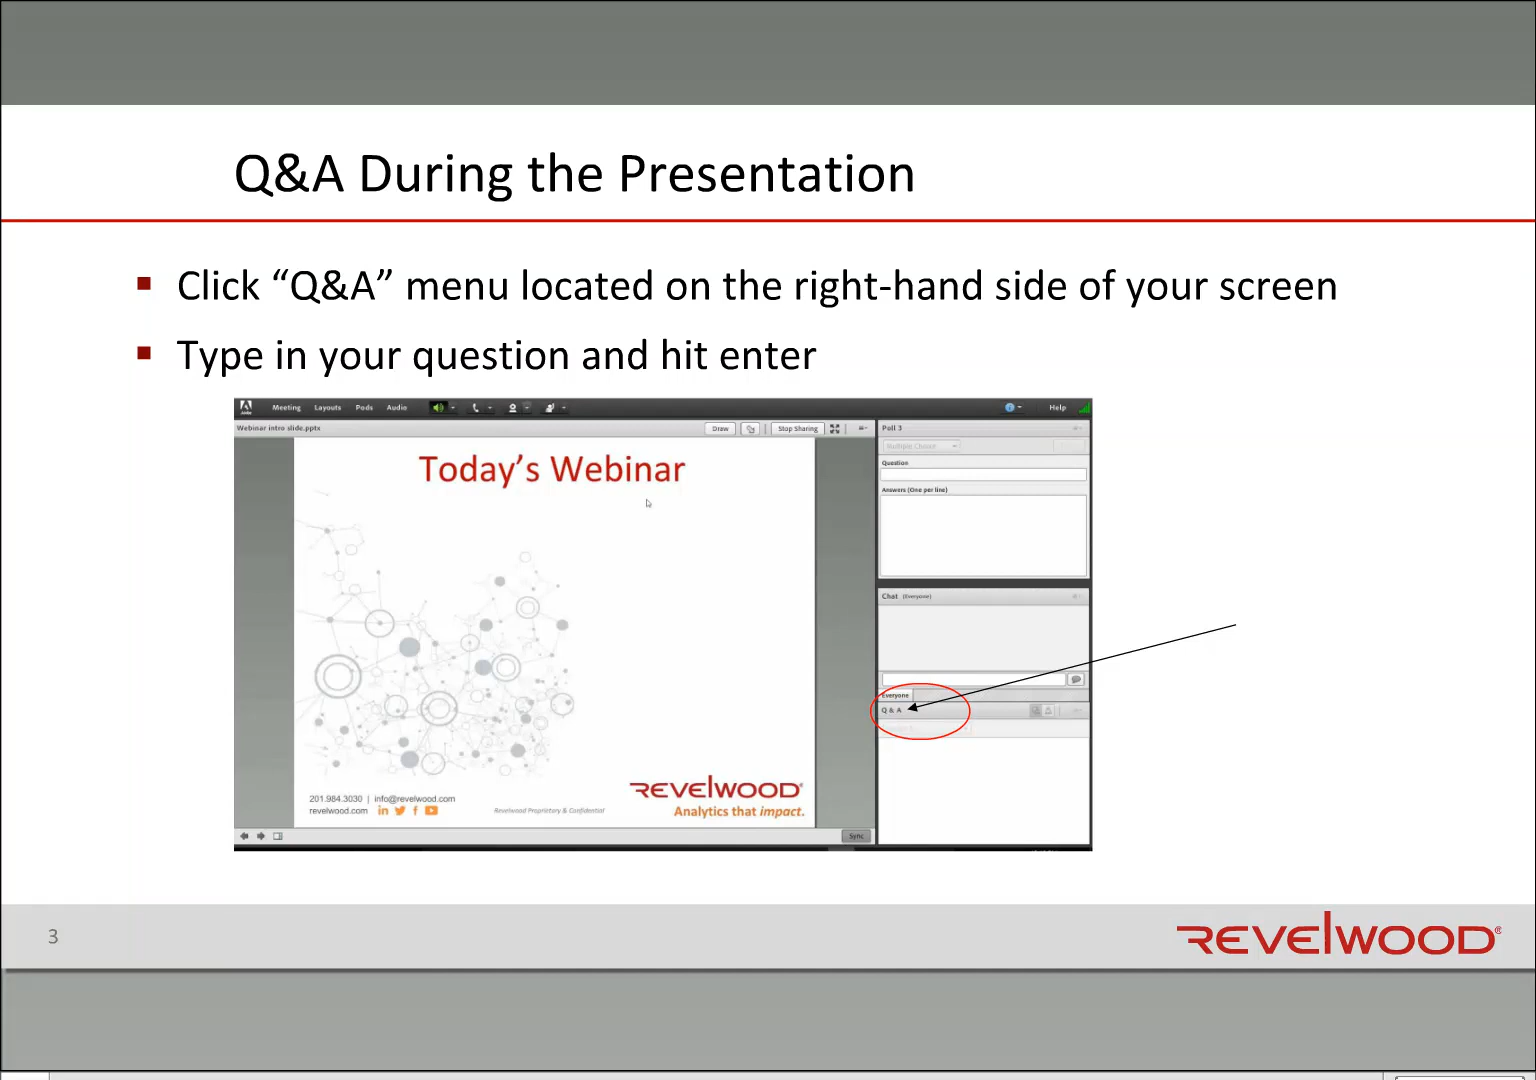 Q&A During the Presentation
Click “Q&A” menu located on the right-hand side of your screen
Type in your question and hit enter
Meeting Layouts Pods Audio Help
Webinar intro slide.pptx Draw Stop Sharing
Today’s Webinar
201.984.3030 | info@revelwood.com
revelwood.com
Revelwood Proprietary & Confidential
REVELWOOD®
Analytics that impact.
Sync
Poll 3
Multiple Choice
Question
Answers (One per line)
Chat (Everyone)
Everyone
Q & A
3
REVELWOOD®